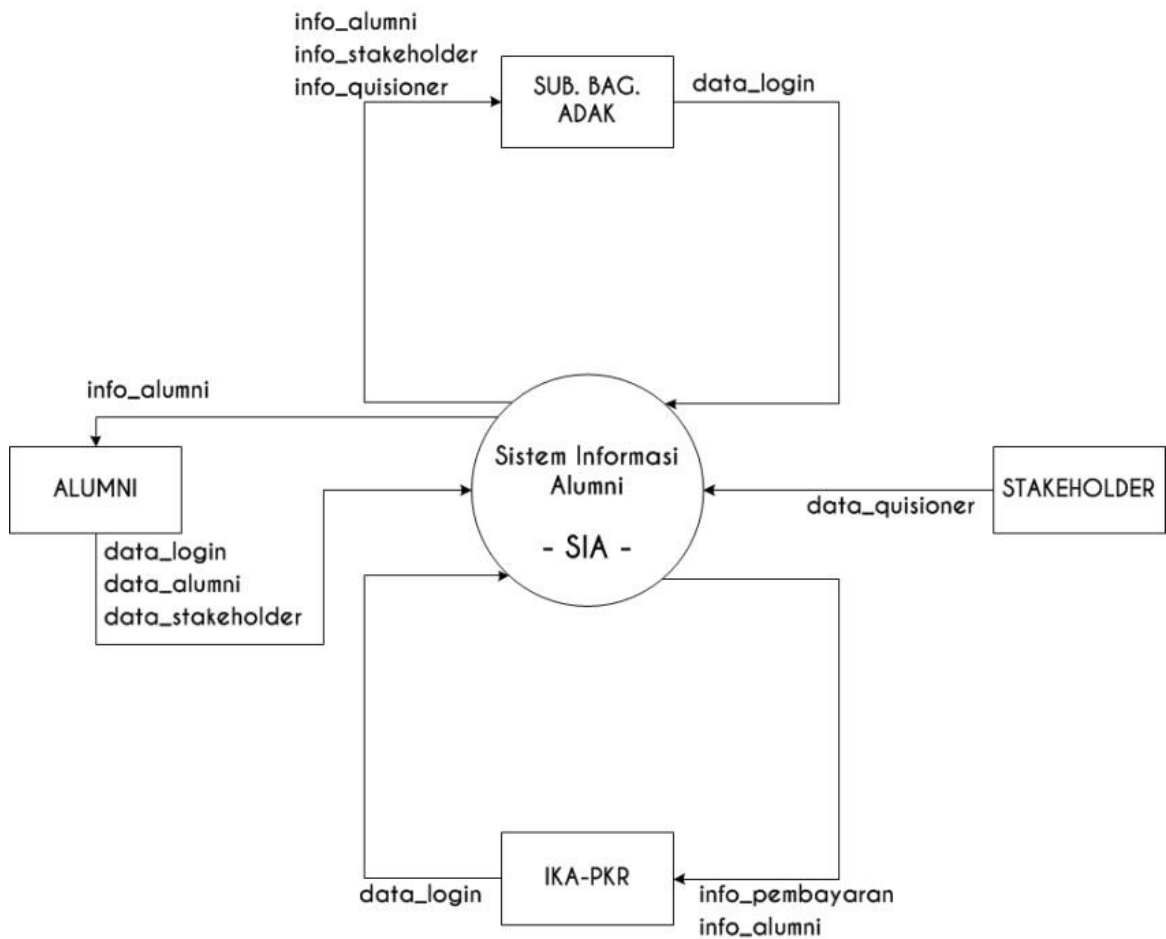 info_alumni
info_stakeholder
info_quisioner
SUB. BAG.
ADAK
data_login
info_alumni
ALUMNI
data_login
data_alumni
data_stakeholder
Sistem Informasi
Alumni
- SIA -
data_quisioner
STAKEHOLDER
data_login
IKA-PKR
info_pembayaran
info_alumni